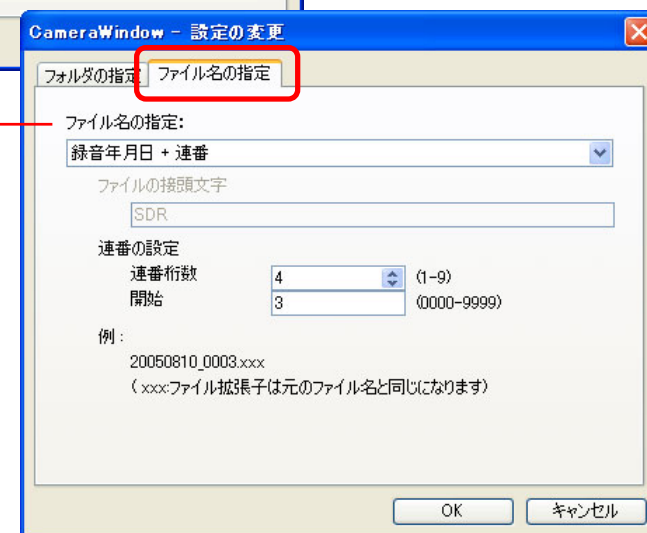 CameraWindow - 設定の変更
フォルダの指定 ファイル名の指定
ファイル名の指定:
録音年月日 + 連番
ファイルの接頭文字
SDR
連番の設定
連番桁数 4 (1-9)
開始 3 (0000-9999)
例 :
20050810_0003.xxx
( xxx:ファイル拡張子は元のファイル名と同じになります)
OK キャンセル